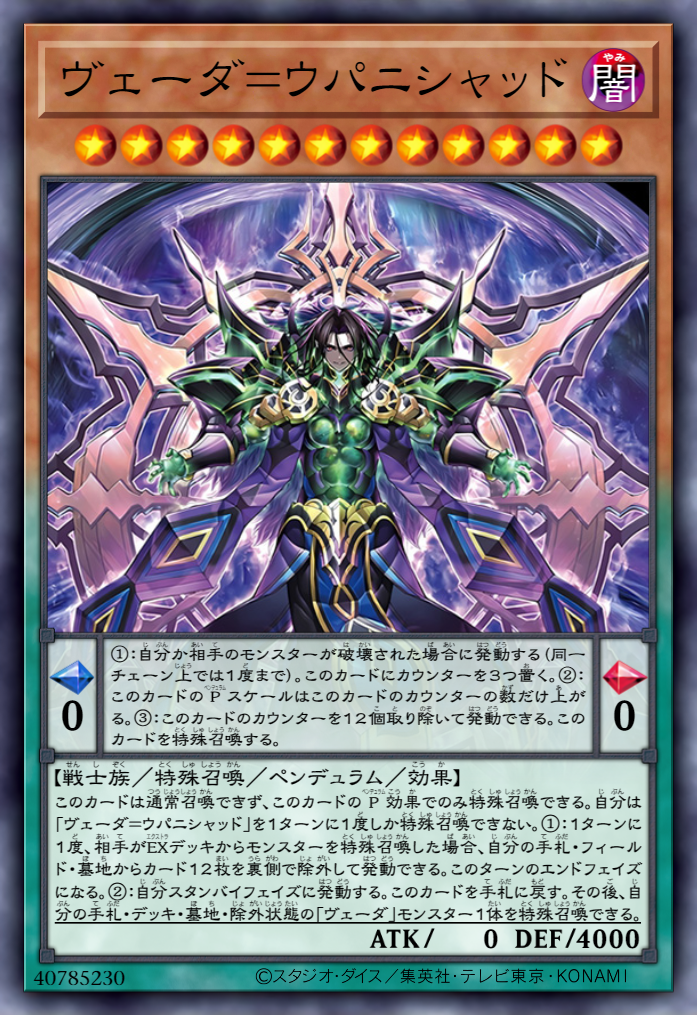 ヴェーダ＝ウパニシャッド
やみ
闇
①:自分か相手のモンスターが破壊された場合に発動する(同一
チェーン上では1度まで)。このカードにカウンターを3つ置く。②:
このカードのPスケールはこのカードのカウンターの数だけ上が
る。③:このカードのカウンターを12個取り除いて発動できる。この
カードを特殊召喚する。
0
0
【戦士族／特殊召喚／ペンデュラム／効果】
このカードは通常召喚できず、このカードのP効果でのみ特殊召喚できる。自分は
「ヴェーダ＝ウパニシャッド」を1ターンに1度しか特殊召喚できない。①:1ターンに
1度、相手がEXデッキからモンスターを特殊召喚した場合、自分の手札・フィール
ド・墓地からカード12枚を裏側で除外して発動できる。このターンのエンドフェイズ
になる。②:自分スタンバイフェイズに発動する。このカードを手札に戻す。その後、自
分の手札・デッキ・墓地・除外状態の「ヴェーダ」モンスター1体を特殊召喚できる。
ATK/ 0 DEF/4000
40785230
©スタジオ・ダイス／集英社・テレビ東京・KONAMI